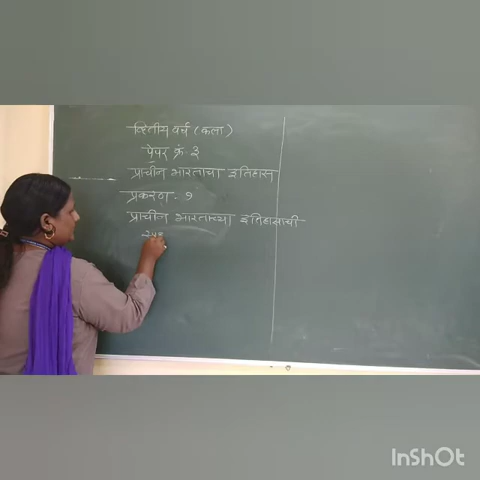 द्वितीय वर्ष (कला)
पेपर क्रं. ३
प्राचीन भारताचा इतिहास
प्रकरण - १
प्राचीन भारताच्या इतिहासाची
InShOt